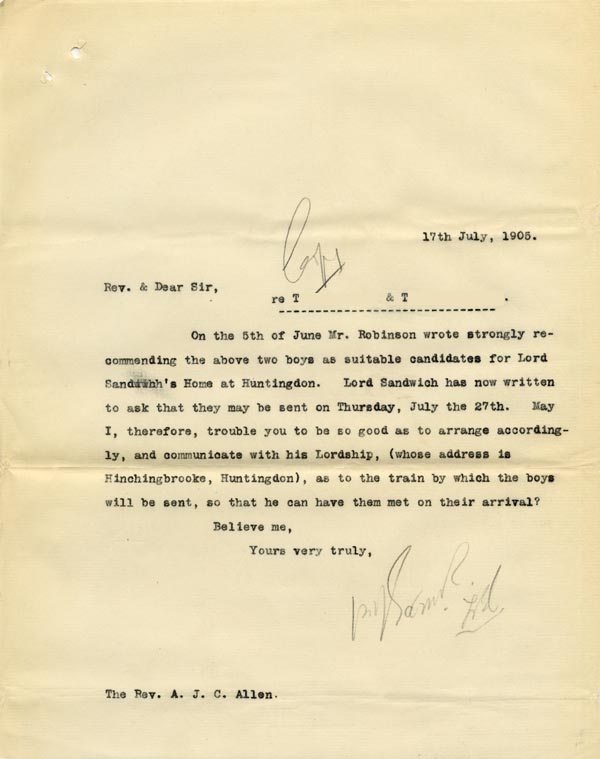 17th July, 1905.
Copy
Rev. & Dear Sir,
re T & T .
On the 5th of June Mr. Robinson wrote strongly re-
commending the above two boys as suitable candidates for Lord
Sandwhh's Home at Huntingdon. Lord Sandwich has now written
to ask that they may be sent on Thursday, July the 27th. May
I, therefore, trouble you to be so good as to arrange according-
ly, and communicate with his Lordship, (whose address is
Hinchingbrooke, Huntingdon), as to the train by which the boys
will be sent, so that he can have them met on their arrival?
Believe me,
Yours very truly,
The Rev. A. J. C. Allen.